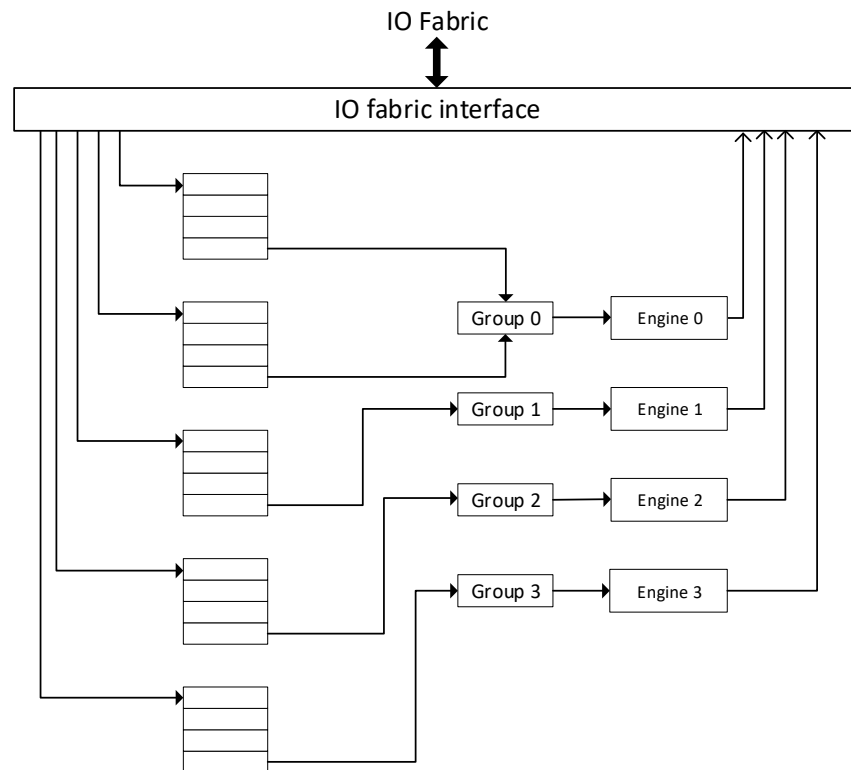 IO Fabric
IO fabric interface
Group 0
Engine 0
Group 1
Engine 1
Group 2
Engine 2
Group 3
Engine 3